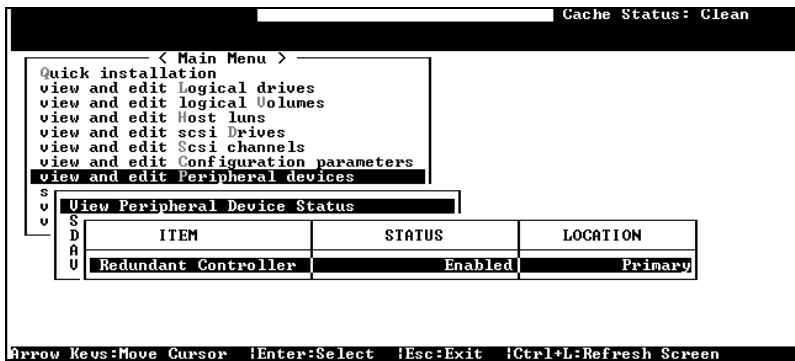 Cache Status: Clean
< Main Menu >
Quick installation
view and edit Logical drives
view and edit logical Volumes
view and edit Host luns
view and edit scsi Drives
view and edit Scsi channels
view and edit Configuration parameters
view and edit Peripheral devices
s
v View Peripheral Device Status
v S
D ITEM STATUS LOCATION
A
V Redundant Controller Enabled Primary
Arrow Keys:Move Cursor |Enter:Select |Esc:Exit |Ctrl+L:Refresh Screen